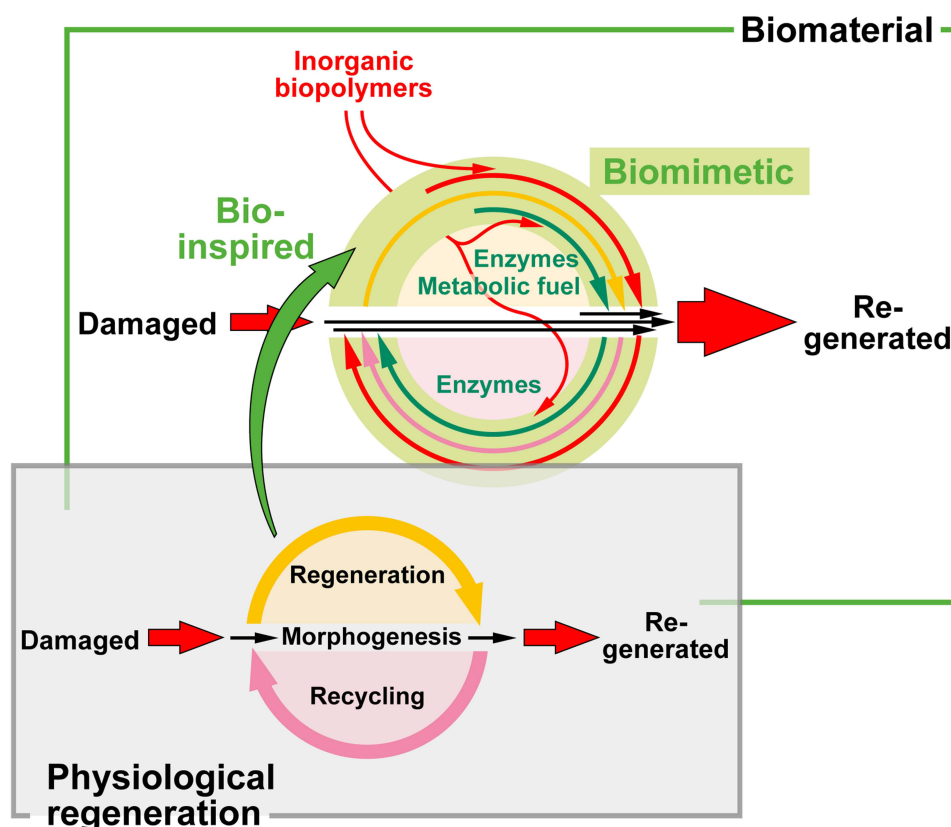 Biomaterial
Inorganic
biopolymers
Biomimetic
Bio-
inspired
Enzymes
Metabolic fuel
Damaged
Re-
generated
Enzymes
Regeneration
Damaged
Morphogenesis
Re-
generated
Recycling
Physiological
regeneration